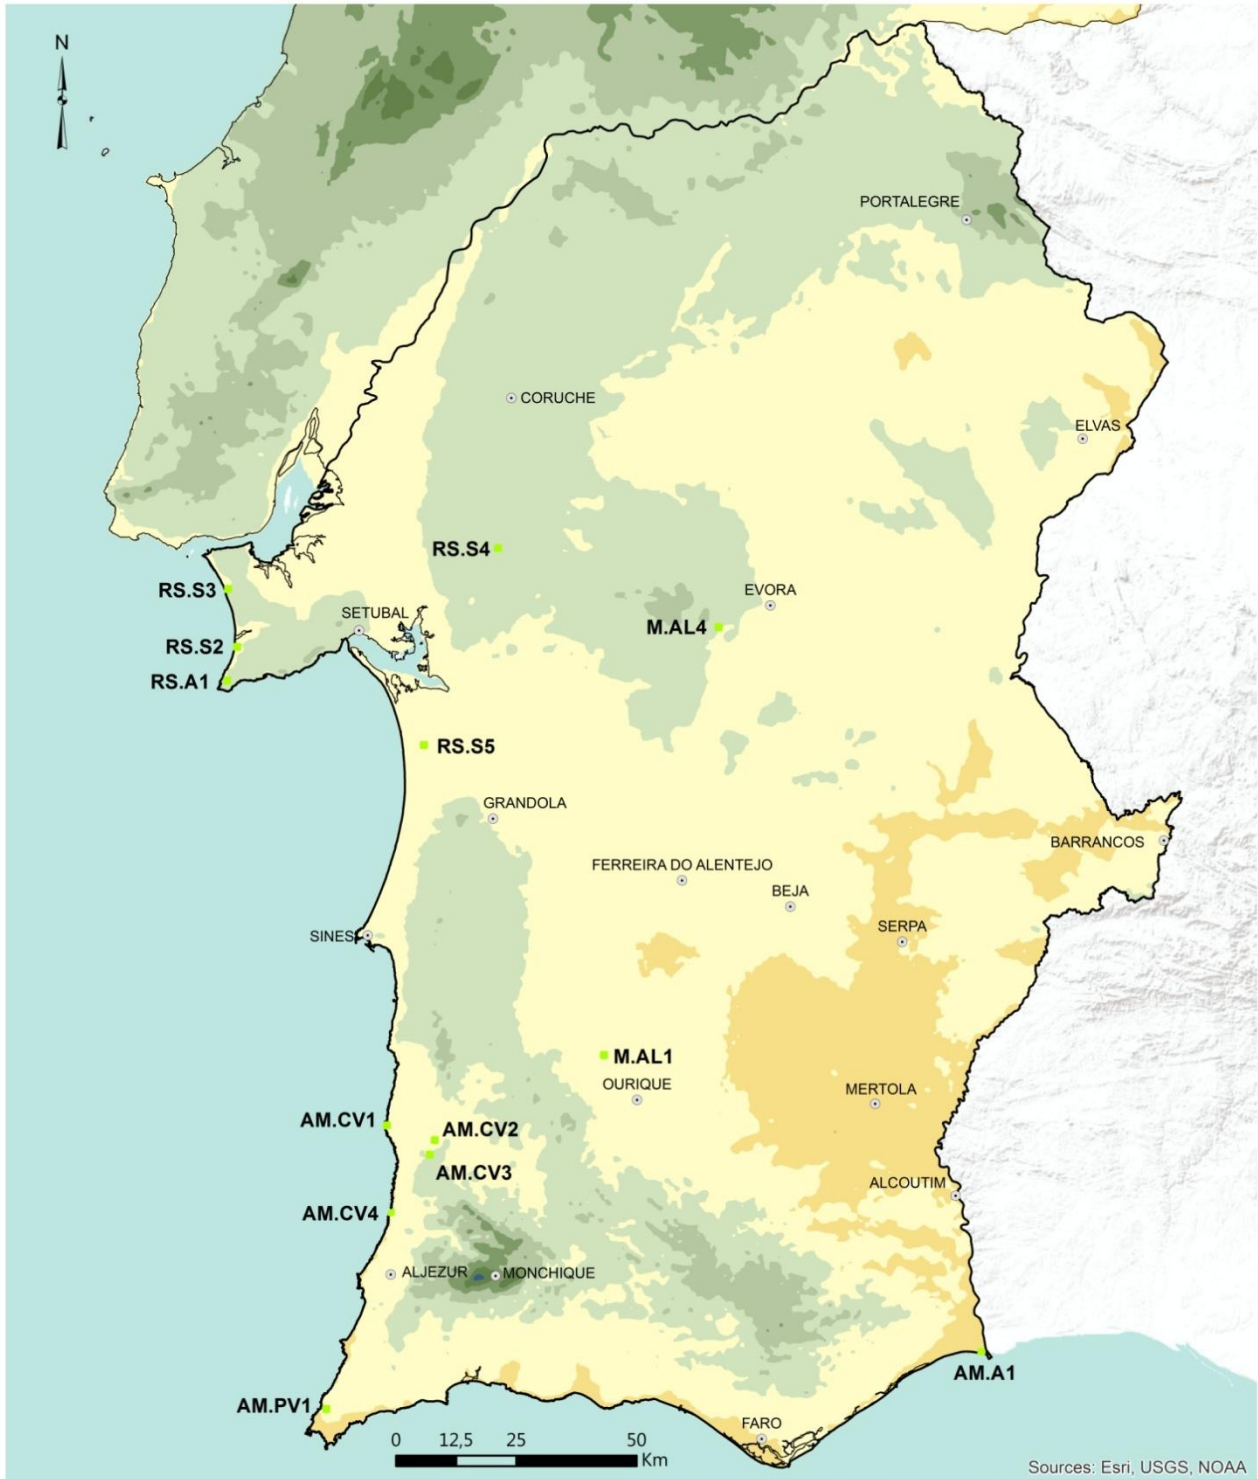 N
PORTALEGRE
CORUCHE
ELVAS
RS.S4
RS.S3
EVORA
SETUBAL
M.AL4
RS.S2
RS.A1
RS.S5
GRANDOLA
BARRANCOS
FERREIRA DO ALENTEJO
BEJA
SERPA
SINES
M.AL1
OURIQUE
MERTOLA
AM.CV1
AM.CV2
AM.CV3
ALCOUTIM
AM.CV4
ALJEZUR
MONCHIQUE
AM.A1
AM.PV1
FARO
0 12,5 25 50
Km
Sources: Esri, USGS, NOAA